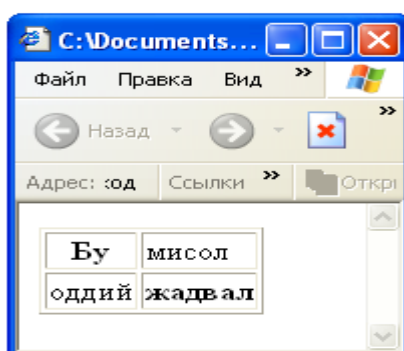 C:\Documents...
Файл Правка Вид »
Назад »
Адрес: :од Ссылки » Откр
Бу мисол
оддий жадвал